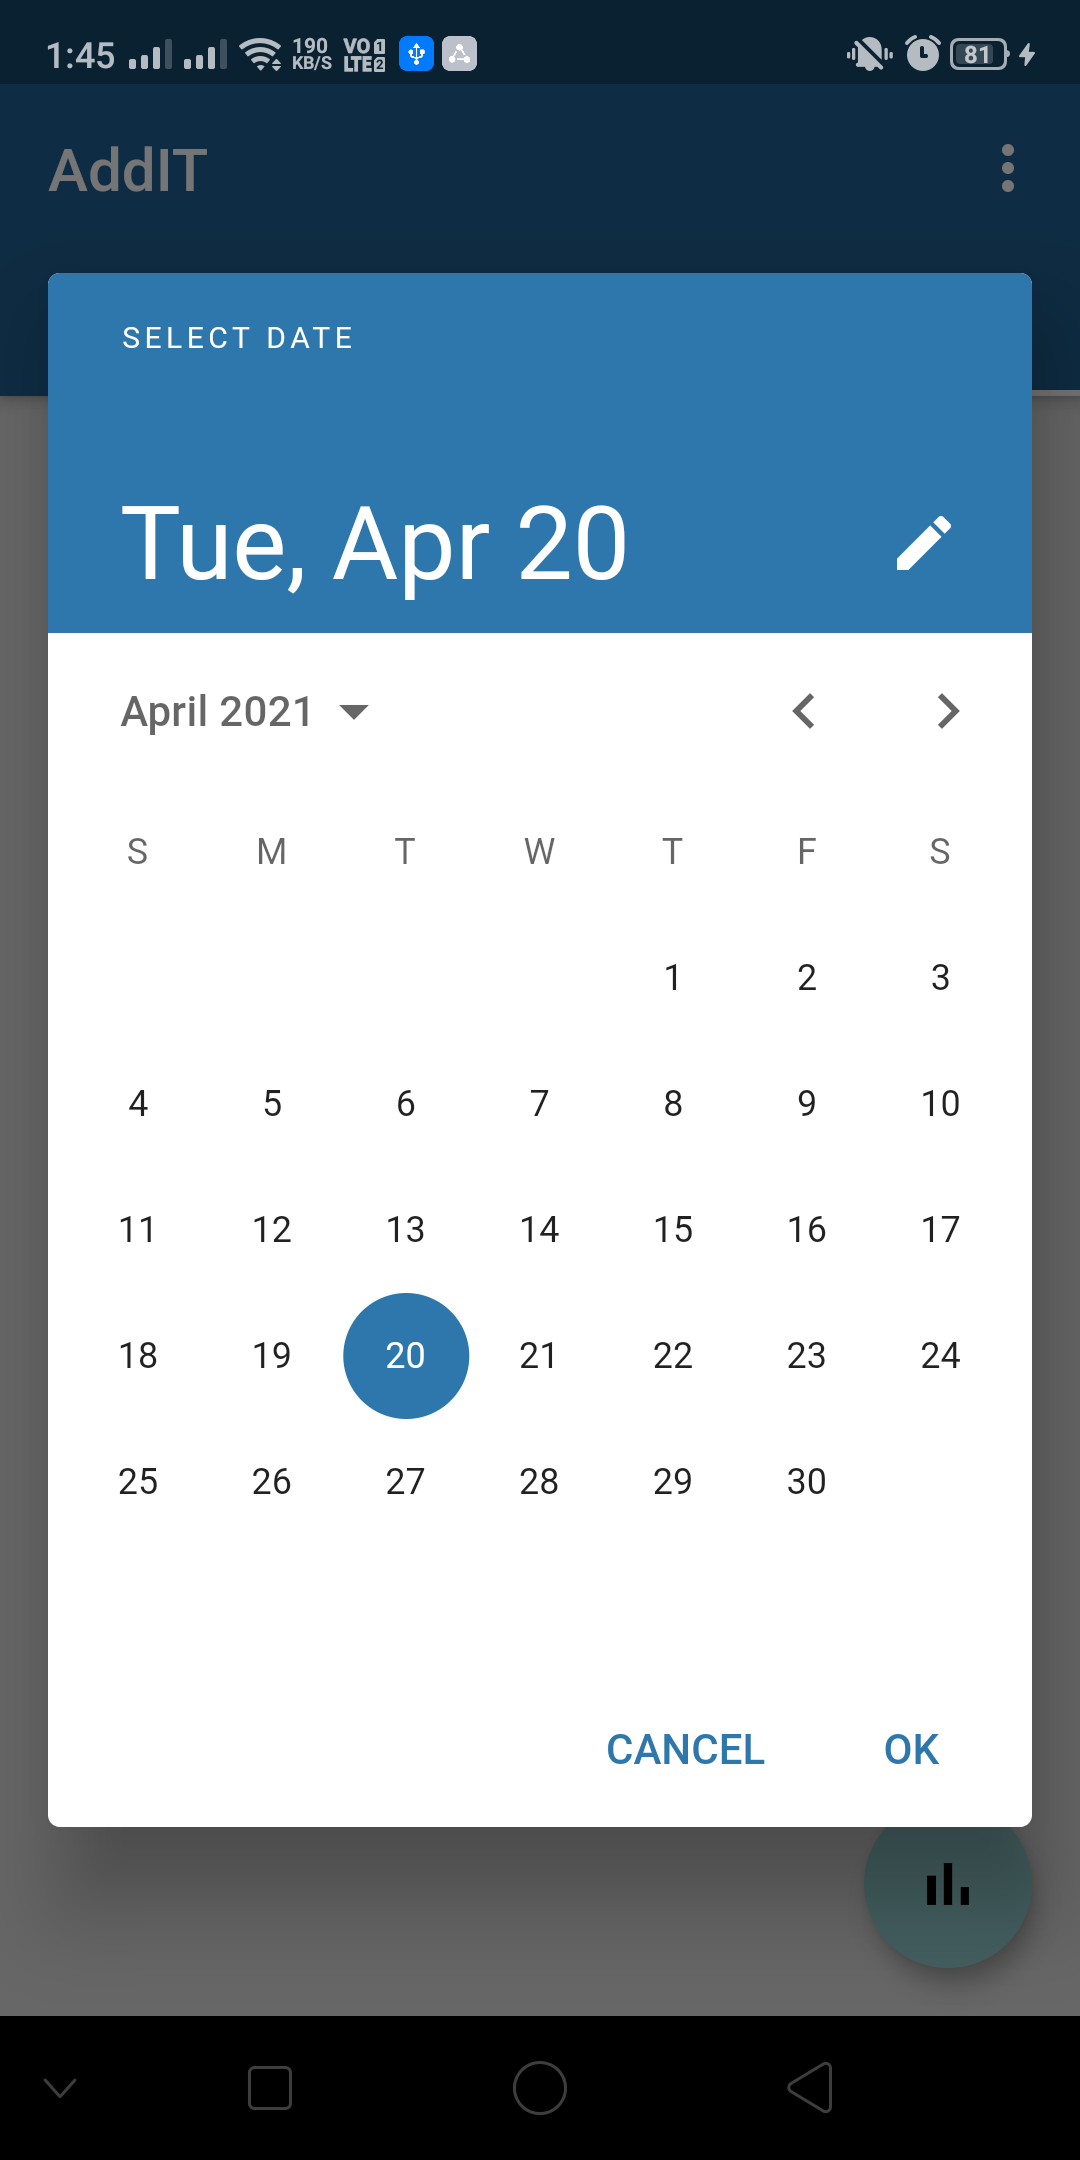 1:45 190 KB/S VO LTE 1 2 81
AddIT
SELECT DATE
Tue, Apr 20
April 2021
S M T W T F S
1 2 3
4 5 6 7 8 9 10
11 12 13 14 15 16 17
18 19 20 21 22 23 24
25 26 27 28 29 30
CANCEL OK